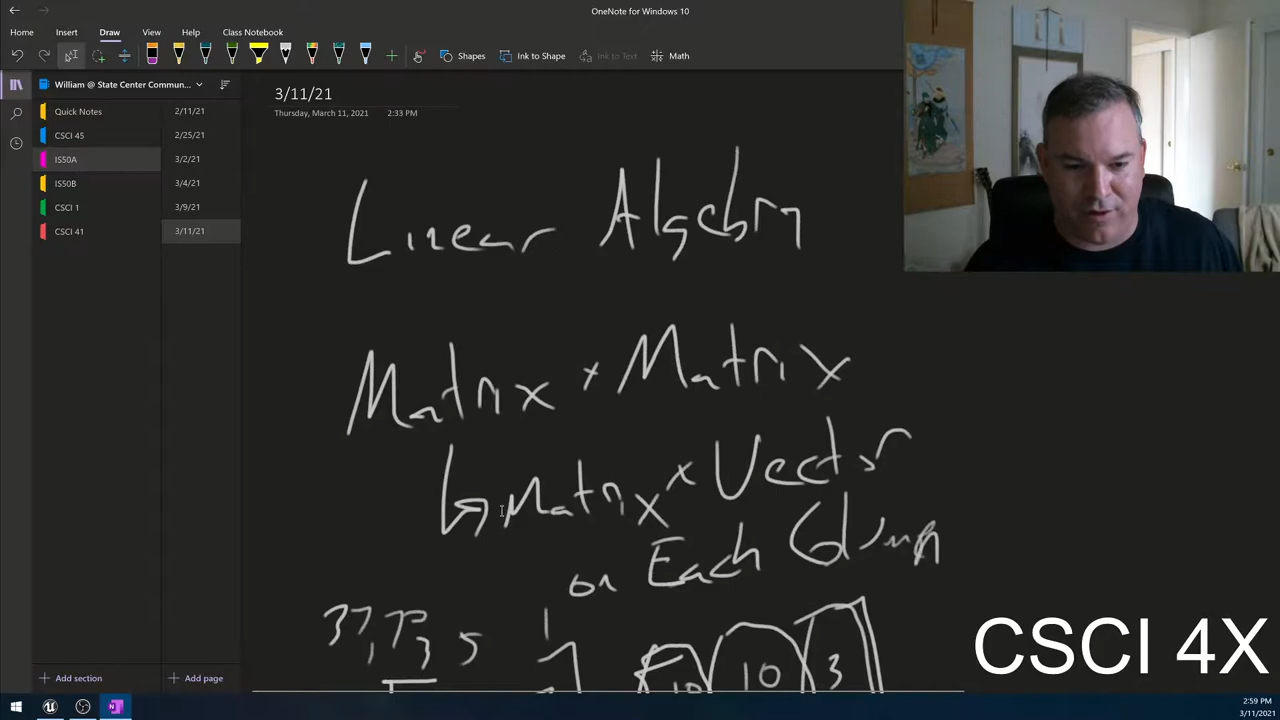 OneNote for Windows 10
Home Insert Draw View Help Class Notebook
Shapes Ink to Shape Ink to Text Math
William @ State Center Commun...
Quick Notes 2/11/21
CSCI 45 2/25/21
IS50A 3/2/21
IS50B 3/4/21
CSCI 1 3/9/21
CSCI 41 3/11/21
3/11/21
Thursday, March 11, 2021 2:33 PM
Linear Algebra
Matrix * Matrix
Matrix * Vector
on Each Column
10 3
CSCI 4X
Add section Add page
2:59 PM
3/11/2021